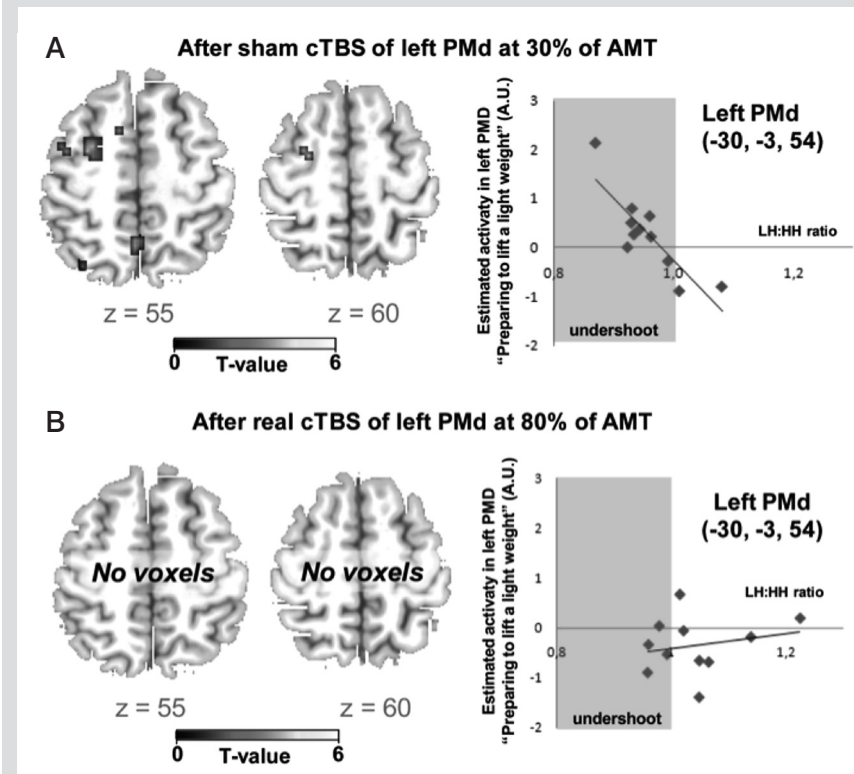 A
After sham cTBS of left PMd at 30% of AMT
z = 55
z = 60
0
T-value
6
Estimated activaty in left PMD
“Preparing to lift a light weight” (A.U.)
3
2
1
0
-1
-2
0,8
1,0
1,2
Left PMd
(-30, -3, 54)
LH:HH ratio
undershoot
B
After real cTBS of left PMd at 80% of AMT
No voxels
No voxels
z = 55
z = 60
0
T-value
6
Estimated activaty in left PMD
“Preparing to lift a light weight” (A.U.)
3
2
1
0
-1
-2
0,8
1
1,2
Left PMd
(-30, -3, 54)
LH:HH ratio
undershoot